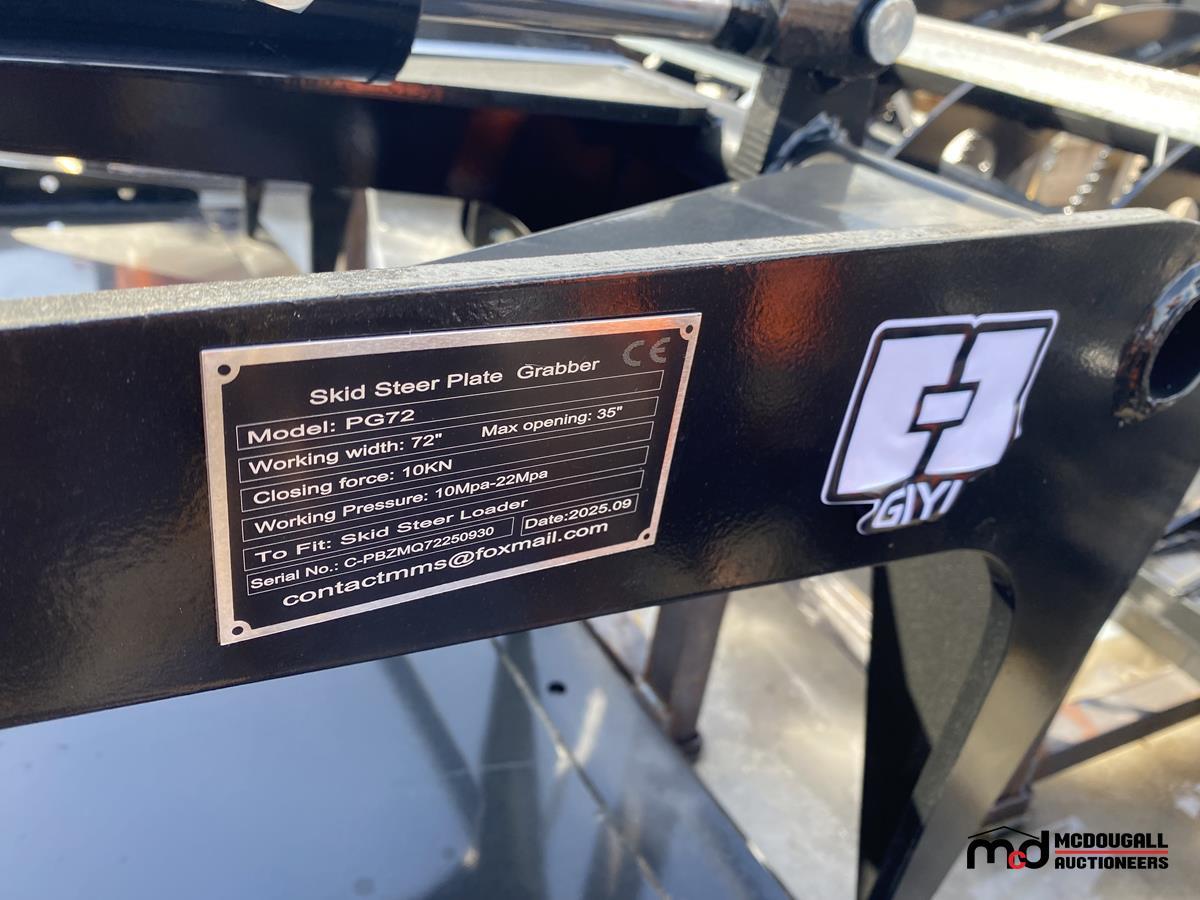 CE
Skid Steer Plate Grabber
Model: PG72
Working width: 72" Max opening: 35"
Closing force: 10KN
Working Pressure: 10Mpa-22Mpa
To Fit: Skid Steer Loader
Serial No.: C-PBZMQ72250930 Date:2025.09
contactmms@foxmail.com
GIYI
mcd MCDOUGALL
AUCTIONEERS